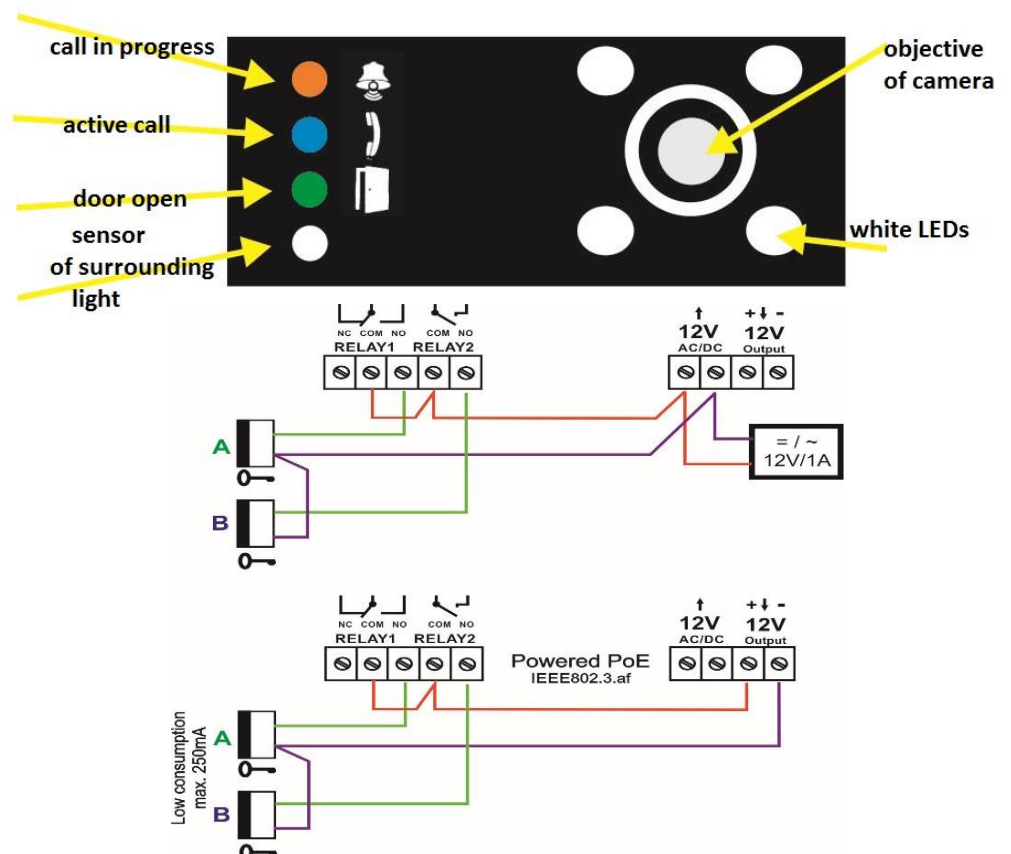 call in progress
objective
of camera
active call
door open
sensor
of surrounding
light
white LEDs
NC COM NO COM NO
RELAY1 RELAY2
12V
AC/DC
+ -
12V
Output
A
= / ~
12V/1A
B
NC COM NO COM NO
RELAY1 RELAY2
Powered PoE
IEEE802.3.af
12V
AC/DC
+ -
12V
Output
Low consumption
max. 250mA
A
B